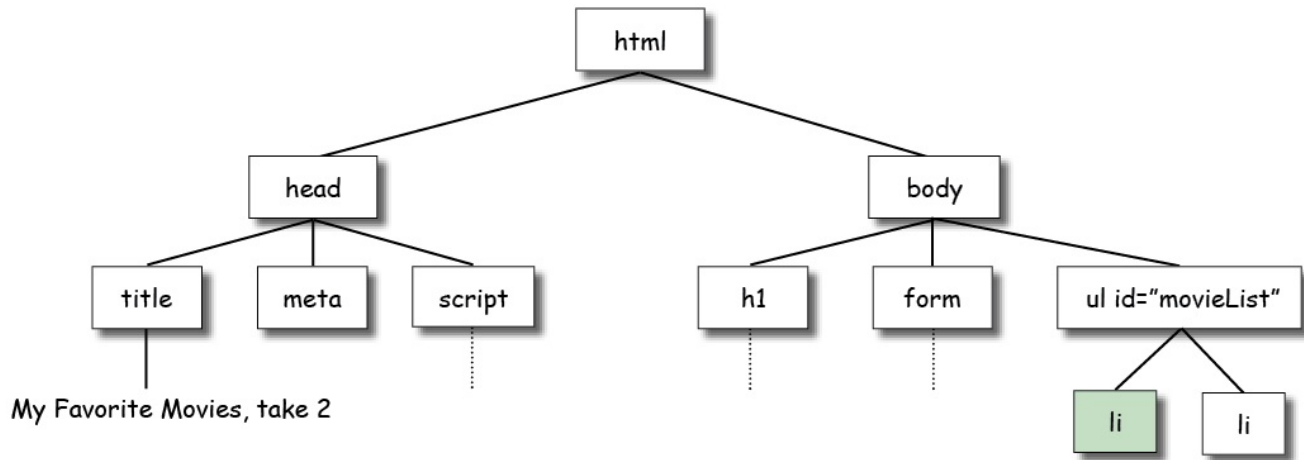 html
head
body
title
meta
script
h1
form
ul id=”movieList”
My Favorite Movies, take 2
li
li